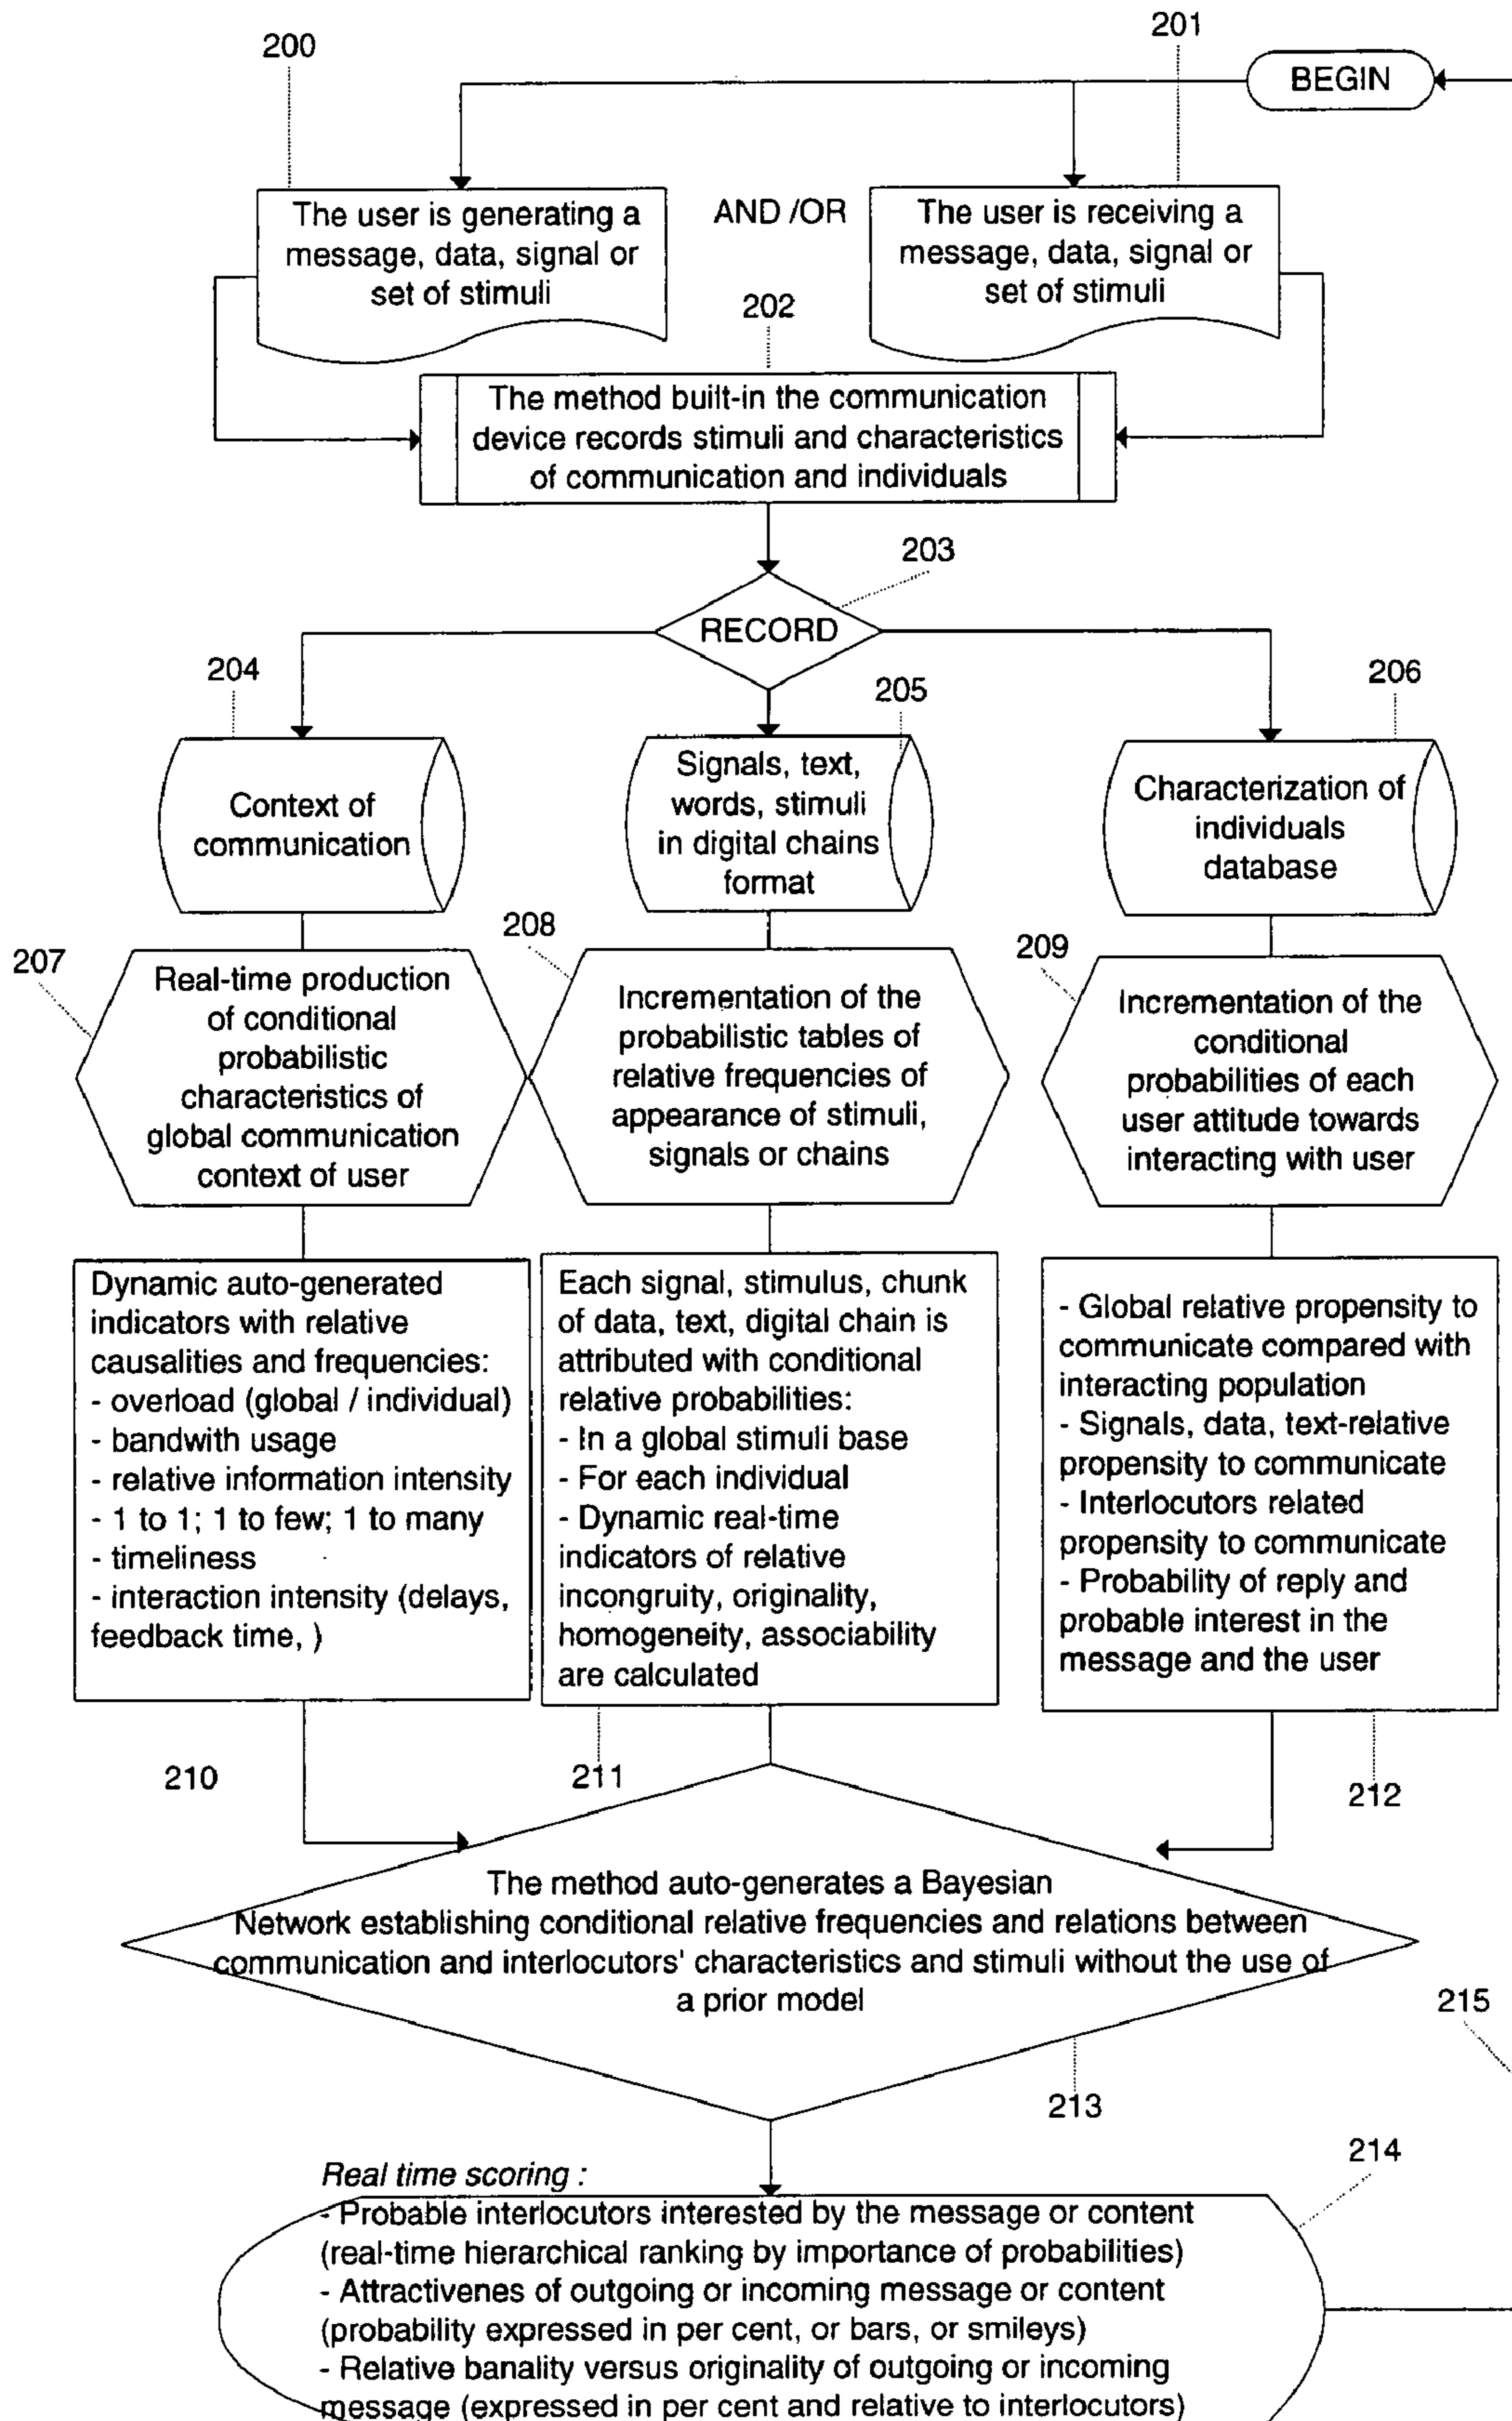 200
201
BEGIN
The user is generating a
message, data, signal or
set of stimuli
AND /OR
The user is receiving a
message, data, signal or
set of stimuli
202
The method built-in the communication
device records stimuli and characteristics
of communication and individuals
203
RECORD
204
205
206
Context of
communication
Signals, text,
words, stimuli
in digital chains
format
Characterization of
individuals
database
207
208
209
Real-time production
of conditional
probabilistic
characteristics of
global communication
context of user
Incrementation of the
probabilistic tables of
relative frequencies of
appearance of stimuli,
signals or chains
Incrementation of the
conditional
probabilities of each
user attitude towards
interacting with user
Dynamic auto-generated
indicators with relative
causalities and frequencies:
- overload (global / individual)
- bandwith usage
- relative information intensity
- 1 to 1; 1 to few; 1 to many
- timeliness
- interaction intensity (delays,
feedback time, )
Each signal, stimulus, chunk
of data, text, digital chain is
attributed with conditional
relative probabilities:
- In a global stimuli base
- For each individual
- Dynamic real-time
indicators of relative
incongruity, originality,
homogeneity, associability
are calculated
- Global relative propensity to
communicate compared with
interacting population
- Signals, data, text-relative
propensity to communicate
- Interlocutors related
propensity to communicate
- Probability of reply and
probable interest in the
message and the user
210
211
212
The method auto-generates a Bayesian
Network establishing conditional relative frequencies and relations between
communication and interlocutors' characteristics and stimuli without the use of
a prior model
215
213
214
Real time scoring :
- Probable interlocutors interested by the message or content
(real-time hierarchical ranking by importance of probabilities)
- Attractivenes of outgoing or incoming message or content
(probability expressed in per cent, or bars, or smileys)
- Relative banality versus originality of outgoing or incoming
message (expressed in per cent and relative to interlocutors)